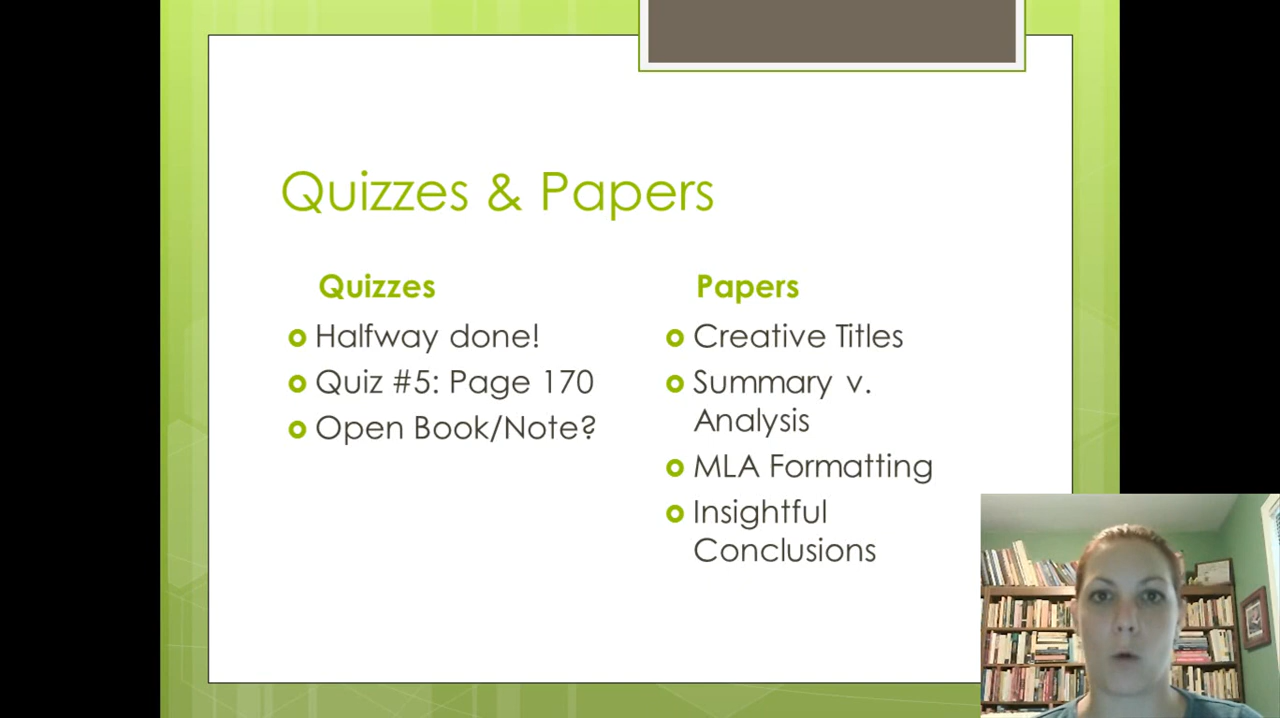 Quizzes & Papers
Quizzes
Halfway done!
Quiz #5: Page 170
Open Book/Note?
Papers
Creative Titles
Summary v.
Analysis
MLA Formatting
Insightful
Conclusions